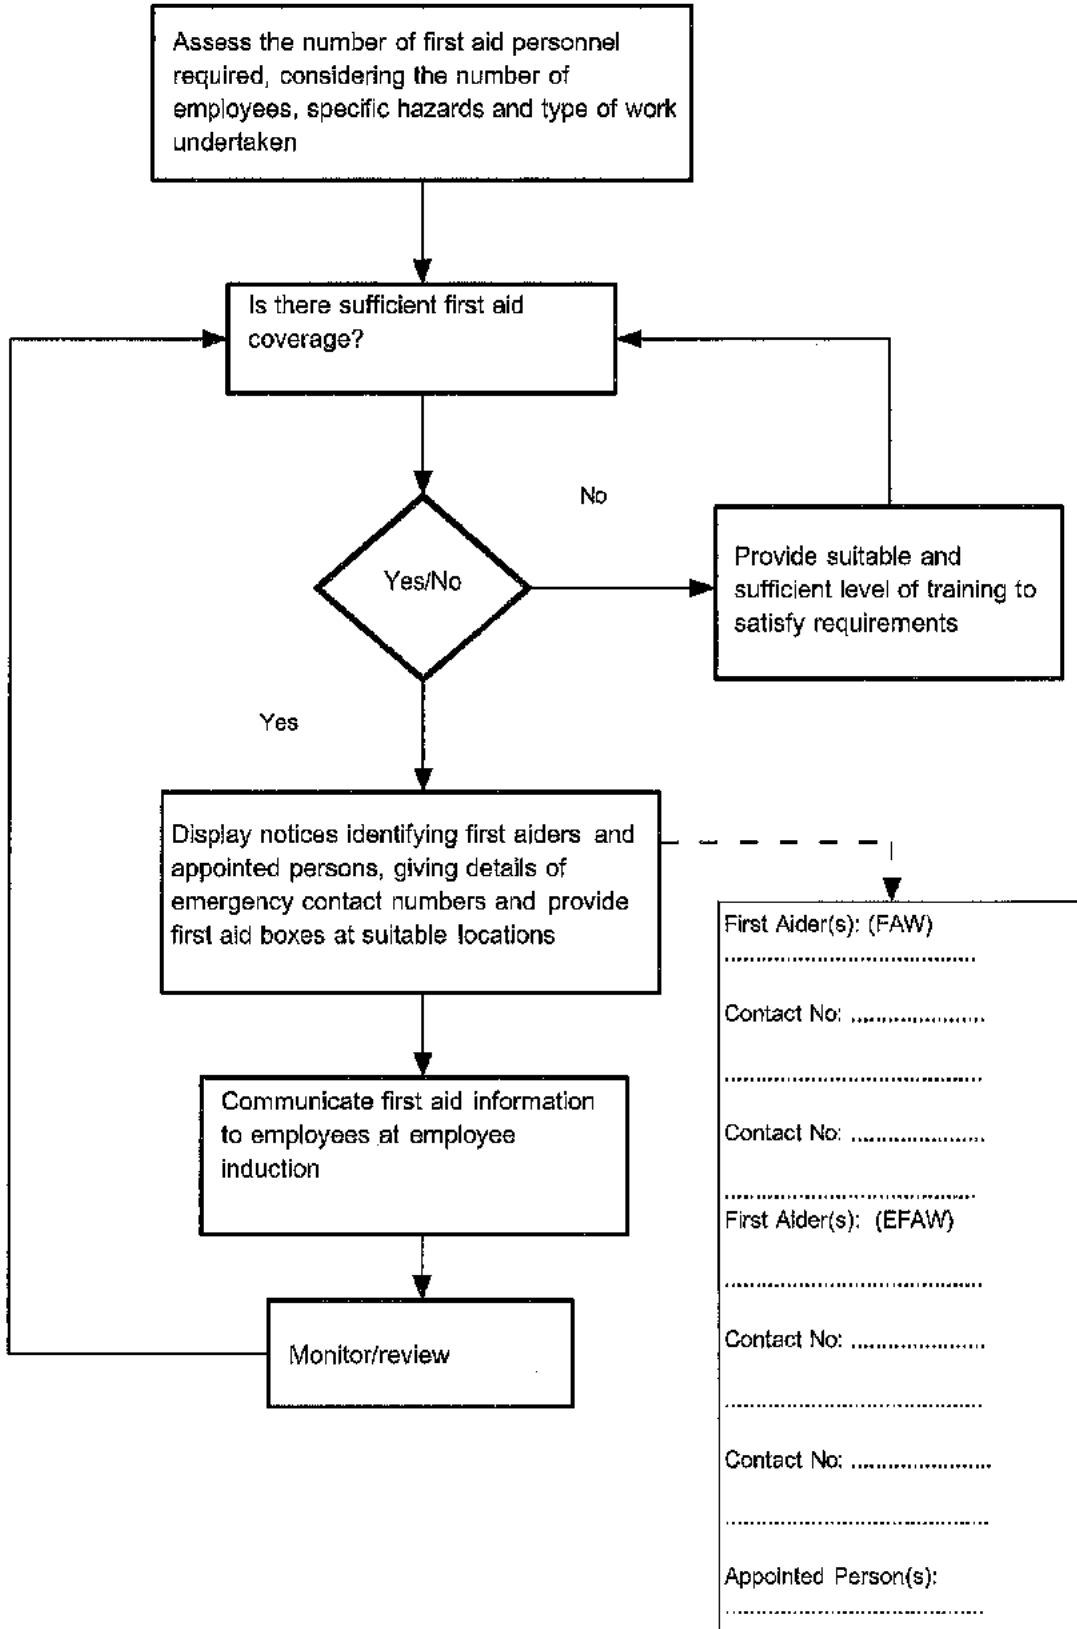 Assess the number of first aid personnel
required, considering the number of
employees, specific hazards and type of work
undertaken
Is there sufficient first aid
coverage?
No
Yes/No
Provide suitable and
sufficient level of training to
satisfy requirements
Yes
Display notices identifying first aiders and
appointed persons, giving details of
emergency contact numbers and provide
first aid boxes at suitable locations
Communicate first aid information
to employees at employee
induction
Monitor/review
First Aider(s): (FAW)
........................................
Contact No: ......................
........................................
Contact No: ......................
........................................
First Aider(s): (EFAW)
........................................
Contact No: ......................
........................................
Contact No: ......................
........................................
Appointed Person(s):
........................................